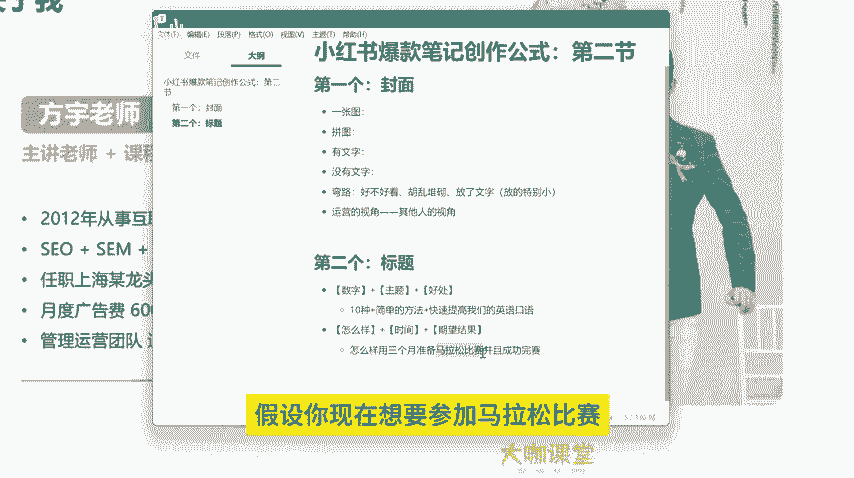 方宇老师
主讲老师 + 课程
2012年从事互联
SEO + SEM +
任职上海某龙头
月度广告费 600
管理运营团队
文件(F) 编辑(E) 段落(P) 格式(O) 视图(V) 主题(T) 帮助(H)
文件 大纲
小红书爆款笔记创作公式：第二节
第一个：封面
第二个：标题
小红书爆款笔记创作公式：第二节
第一个：封面
一张图：
拼图：
有文字：
没有文字：
弯路：好不好看、胡乱堆砌、放了文字（放的特别小）
运营的视角——其他人的视角
第二个：标题
【数字】+【主题】+【好处】
10种+简单的方法+快速提高我们的英语口语
【怎么样】+【时间】+【期望结果】
怎么样用三个月准备马拉松比赛并且成功完赛
假设你现在想要参加马拉松比赛
大咖课堂